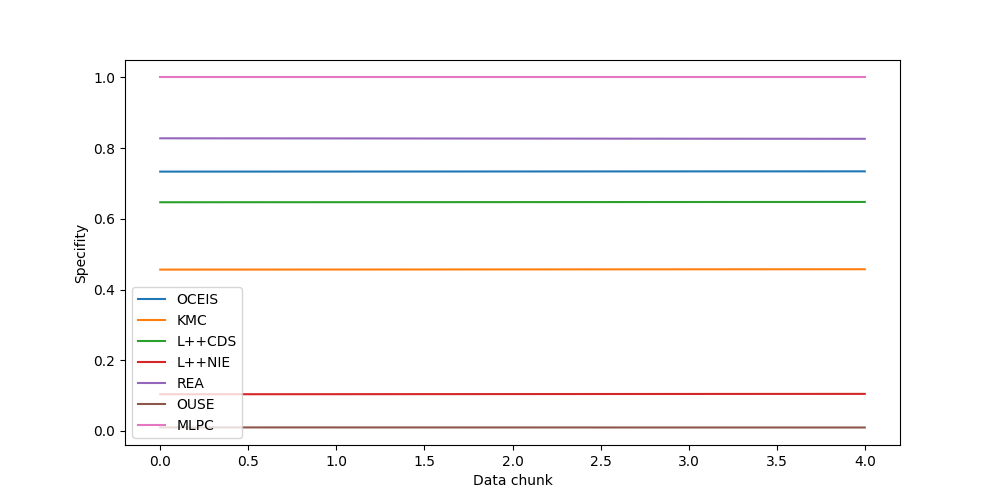 1.0
0.8
0.6
0.4
0.2
0.0
Specifity
OCEIS
KMC
L++CDS
L++NIE
REA
OUSE
MLPC
0.0 0.5 1.0 1.5 2.0 2.5 3.0 3.5 4.0
Data chunk